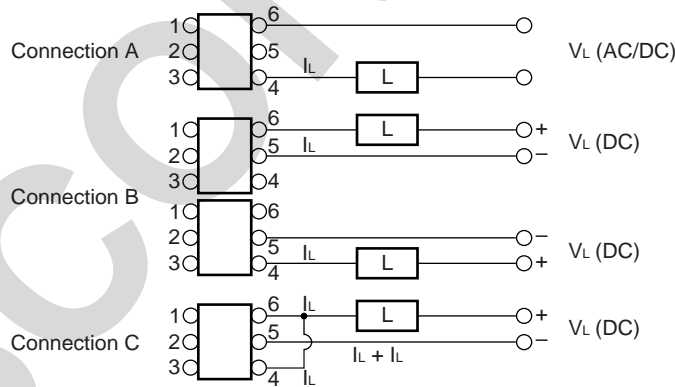 1 6
Connection A 2 5 VL (AC/DC)
3 4 IL L
1 6 L + VL (DC)
2 5 IL –
3 4
Connection B
1 6
2 5 – VL (DC)
3 4 IL L +
1 6 IL L + VL (DC)
Connection C 2 5 – IL + IL
3 4 IL